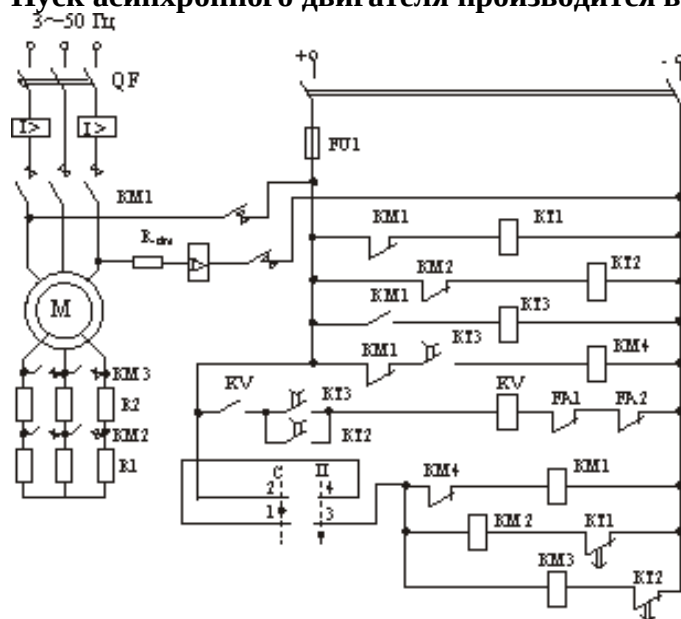 Пуск асинхронного двигателя производится в
3~50 Гц
+
-
QF
I>
I>
FU1
KM1
KM1
KT1
R
I>
KM2
KT2
M
KM1
KT3
KM1
KT3
KM4
KM3
KV
KT3
KV
FA1
FA2
R2
KT2
KM2
С
П
KM4
KM1
R1
2
4
1
3
KM2
KT1
KM3
KT2